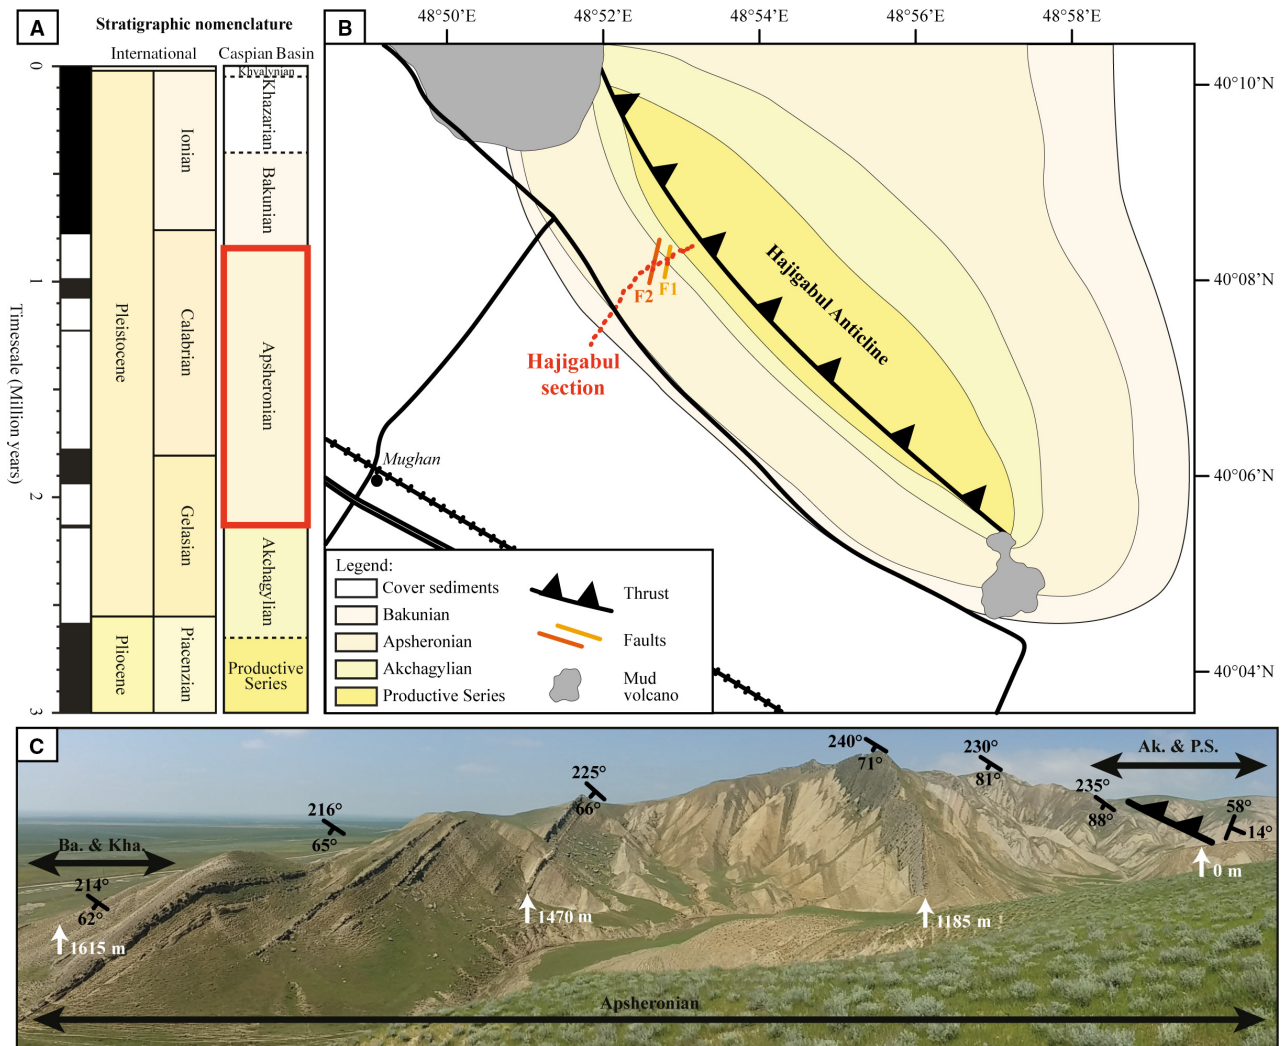 A
Stratigraphic nomenclature
International
Caspian Basin
0
1
2
3
Timescale (Million years)
Pleistocene
Pliocene
Ionian
Calabrian
Gelasian
Piacenzian
Khvalynian
Khazarian
Bakunian
Apsheronian
Akchagylian
Productive
Series
B
48°50'E
48°52'E
48°54'E
48°56'E
48°58'E
40°10'N
40°08'N
40°06'N
40°04'N
Hajigabul Anticline
F2
F1
Hajigabul
section
Mughan
Legend:
Cover sediments
Bakunian
Apsheronian
Akchagylian
Productive Series
Thrust
Faults
Mud
volcano
C
Ba. & Kha.
214°
62°
1615 m
216°
65°
225°
66°
1470 m
240°
71°
1185 m
230°
81°
235°
88°
Ak. & P.S.
58°
14°
0 m
Apsheronian